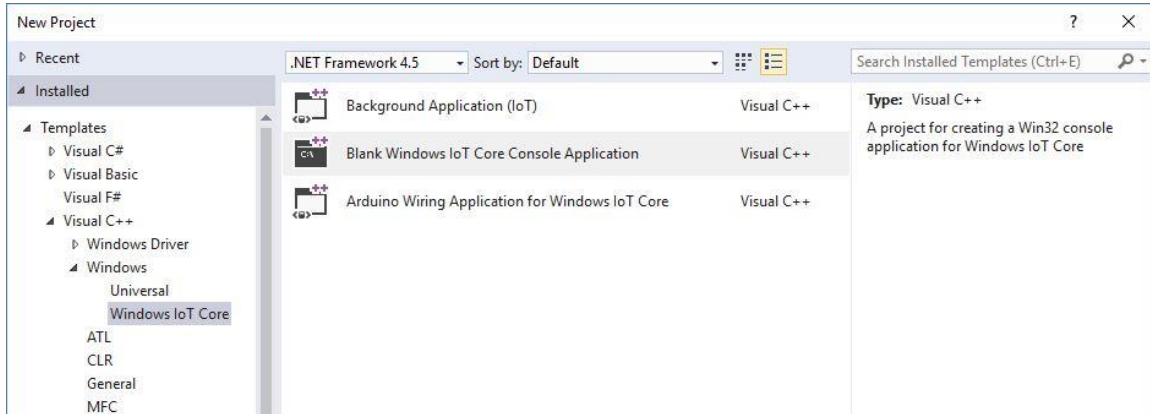 New Project
? ×
Recent
.NET Framework 4.5 Sort by: Default
Search Installed Templates (Ctrl+E)
Installed
Templates
Visual C#
Visual Basic
Visual F#
Visual C++
Windows Driver
Windows
Universal
Windows IoT Core
ATL
CLR
General
MFC
Background Application (IoT) Visual C++
Blank Windows IoT Core Console Application Visual C++
Arduino Wiring Application for Windows IoT Core Visual C++
Type: Visual C++
A project for creating a Win32 console
application for Windows IoT Core